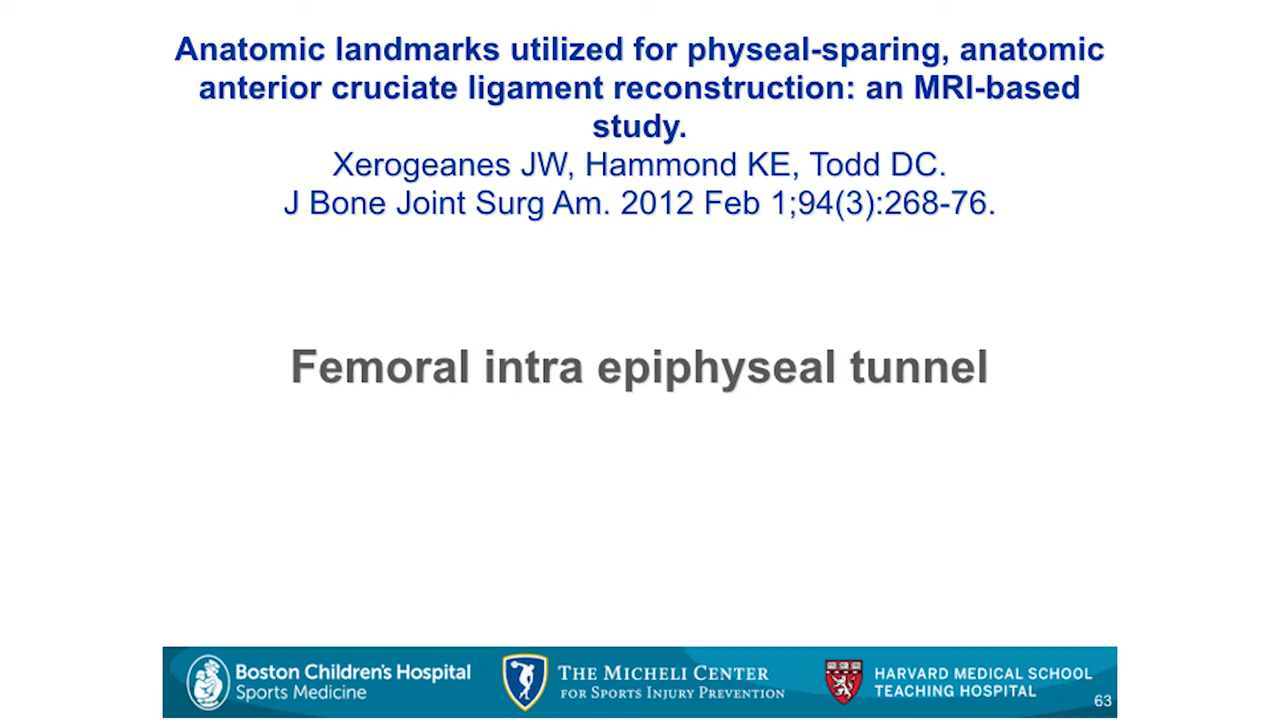 Anatomic landmarks utilized for physeal-sparing, anatomic
anterior cruciate ligament reconstruction: an MRI-based
study.
Xerogeanes JW, Hammond KE, Todd DC.
J Bone Joint Surg Am. 2012 Feb 1;94(3):268-76.
Femoral intra epiphyseal tunnel
Boston Children's Hospital
Sports Medicine
THE MICHELI CENTER
FOR SPORTS INJURY PREVENTION
HARVARD MEDICAL SCHOOL
TEACHING HOSPITAL
63